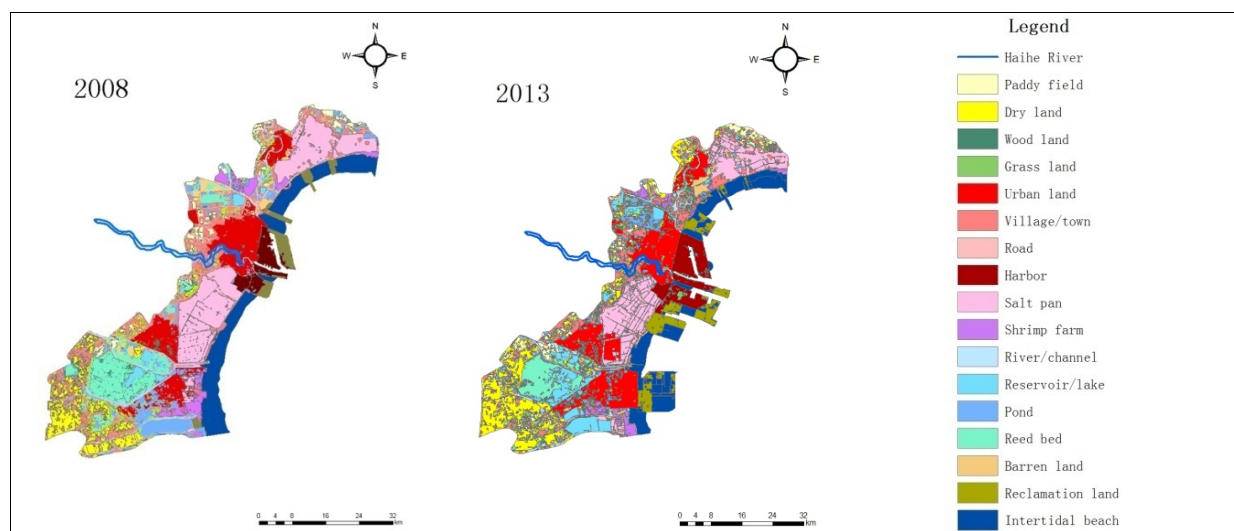 2008
N
W E
S
2013
N
W E
S
Legend
Haihe River
Paddy field
Dry land
Wood land
Grass land
Urban land
Village/town
Road
Harbor
Salt pan
Shrimp farm
River/channel
Reservoir/lake
Pond
Reed bed
Barren land
Reclamation land
Intertidal beach
0 4 8 16 24 32
km
0 4 8 16 24 32
km